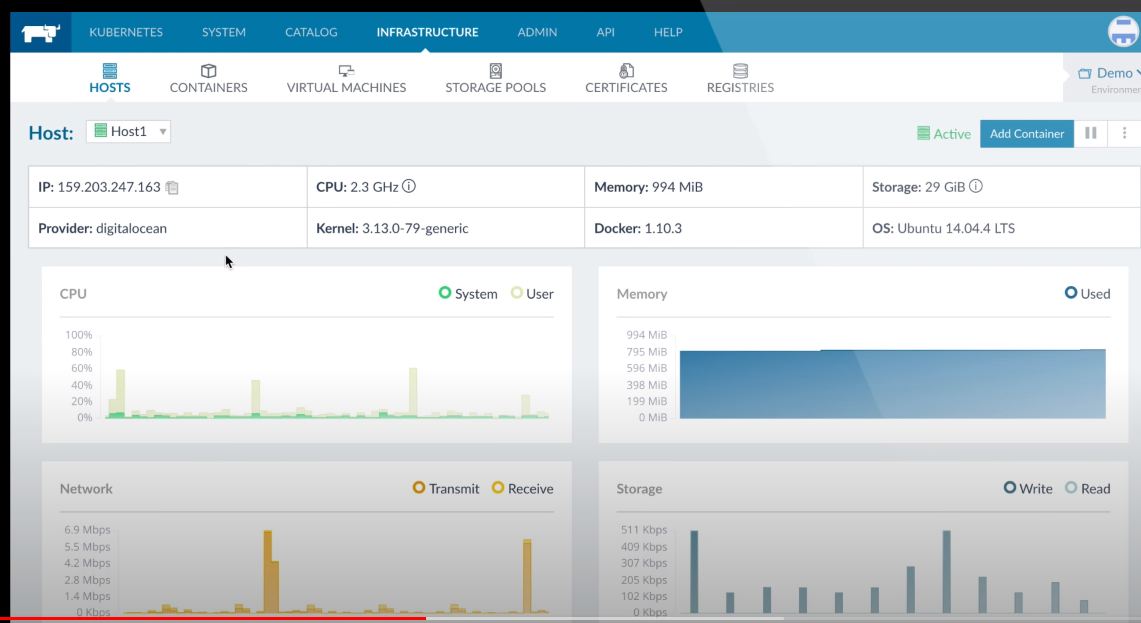 KUBERNETES SYSTEM CATALOG INFRASTRUCTURE ADMIN API HELP
HOSTS CONTAINERS VIRTUAL MACHINES STORAGE POOLS CERTIFICATES REGISTRIES
Demo
Environmen
Host: Host1 Active Add Container
IP: 159.203.247.163 CPU: 2.3 GHz Memory: 994 MiB Storage: 29 GiB
Provider: digitalocean Kernel: 3.13.0-79-generic Docker: 1.10.3 OS: Ubuntu 14.04.4 LTS
CPU System User
100%
80%
60%
40%
20%
0%
Memory Used
994 MiB
795 MiB
596 MiB
398 MiB
199 MiB
0 MiB
Network Transmit Receive
6.9 Mbps
5.5 Mbps
4.2 Mbps
2.8 Mbps
1.4 Mbps
0 Kbps
Storage Write Read
511 Kbps
409 Kbps
307 Kbps
205 Kbps
102 Kbps
0 Kbps